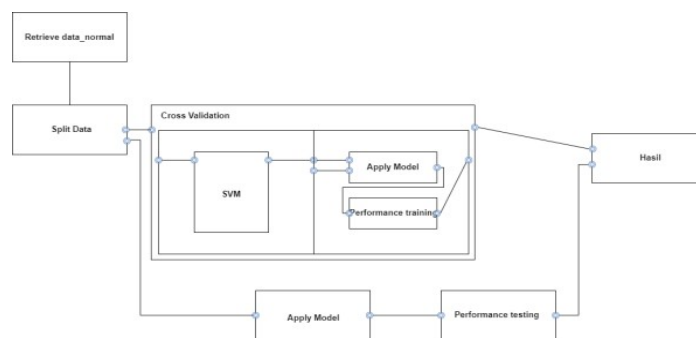 Retrieve data_normal
Split Data
Cross Validation
SVM
Apply Model
Performance training
Hasil
Apply Model
Performance testing